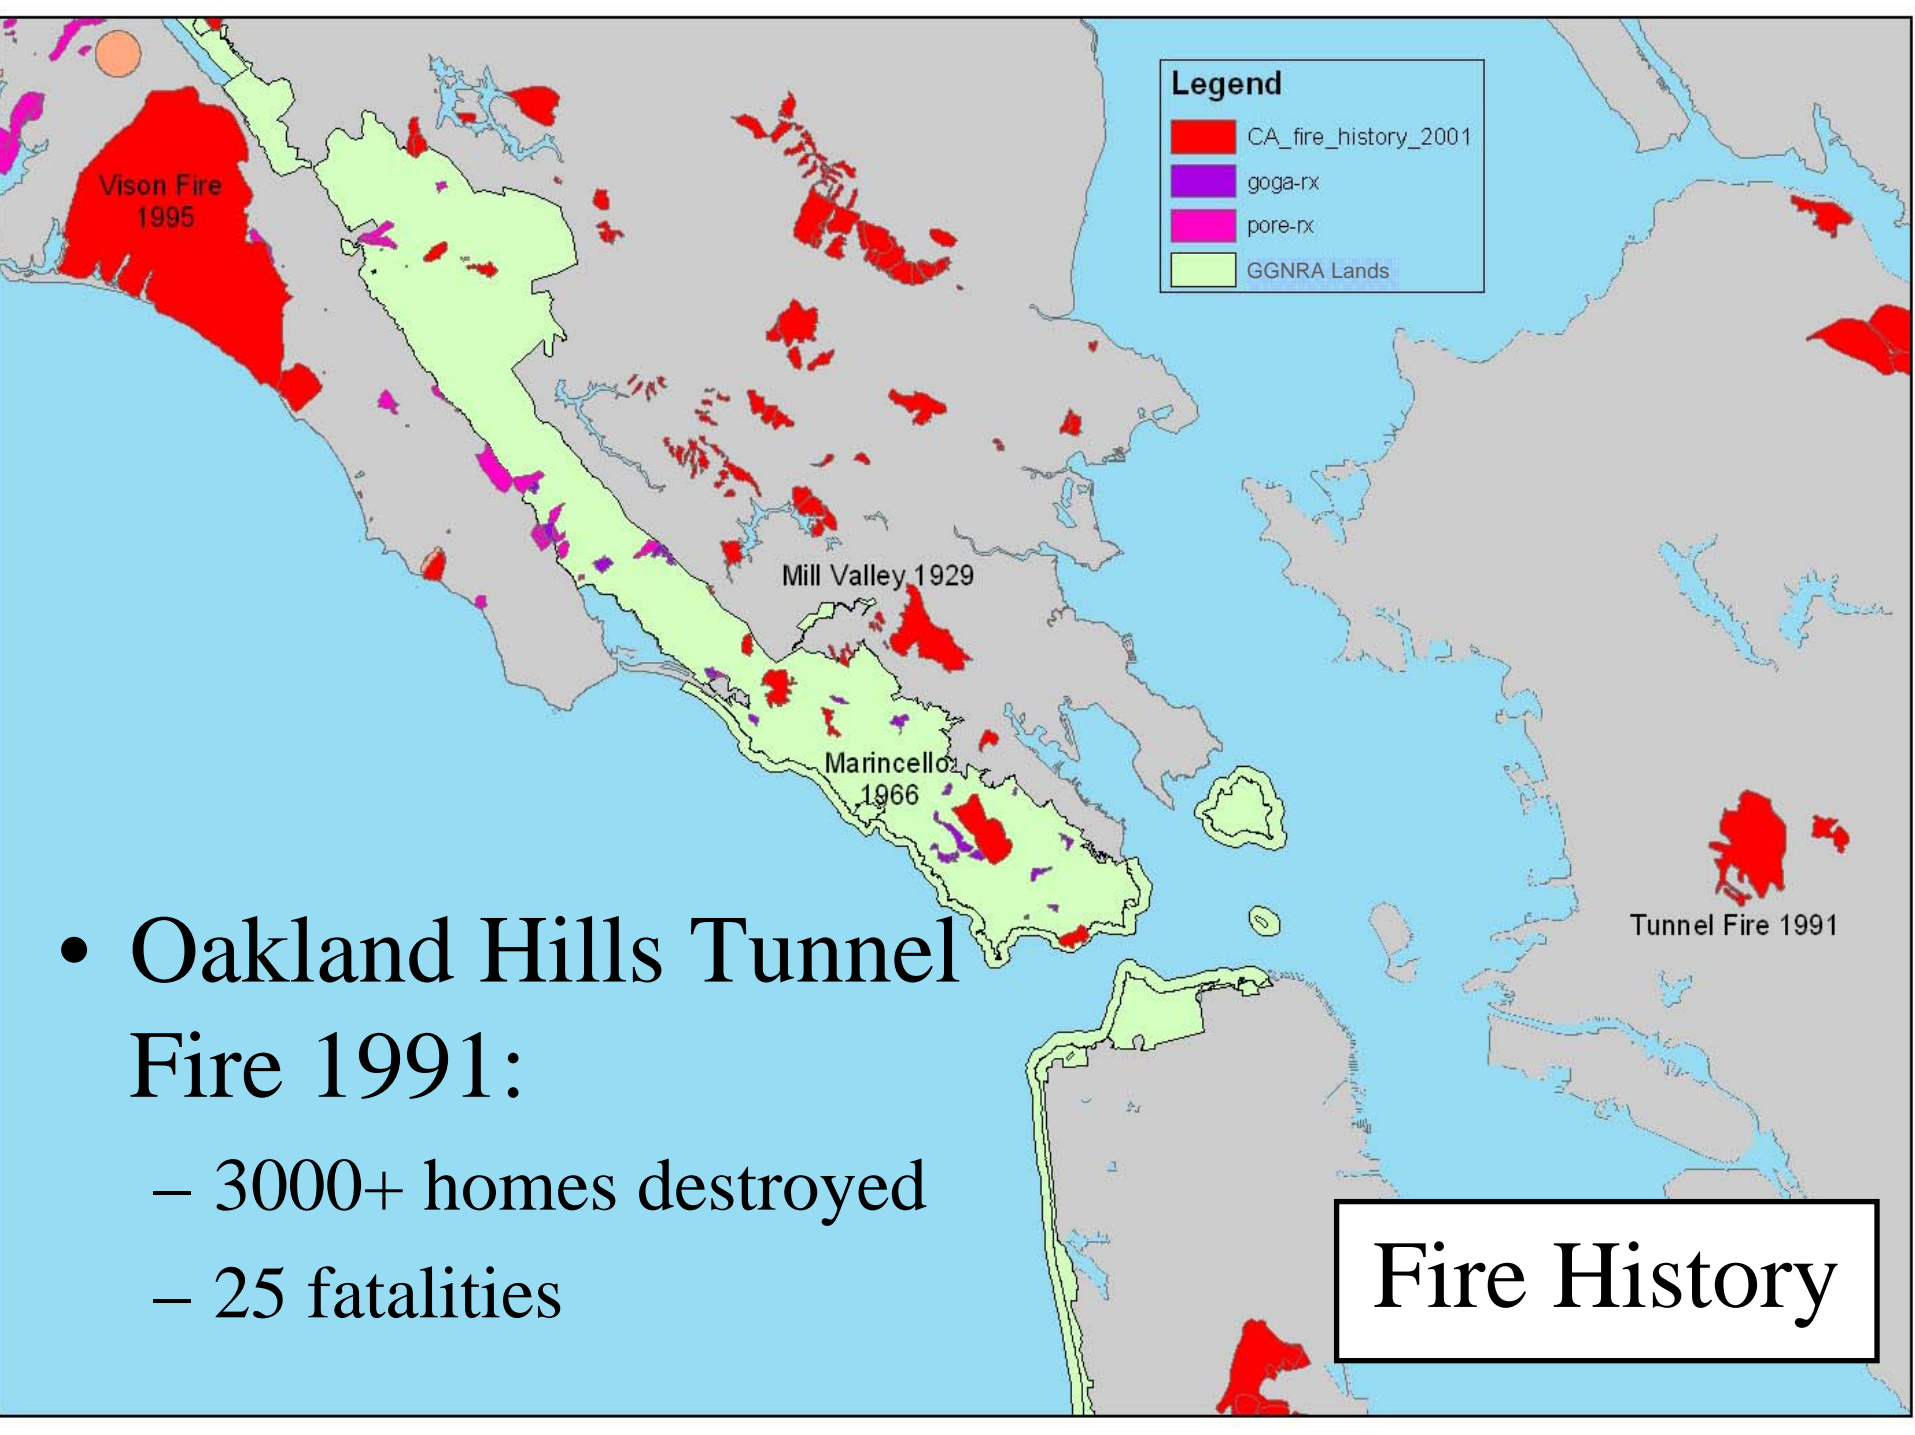 Legend
CA_fire_history_2001
goga-rx
pore-rx
GGNRA Lands
Vison Fire
1995
Mill Valley 1929
Marincello
1966
Tunnel Fire 1991
• Oakland Hills Tunnel
Fire 1991:
– 3000+ homes destroyed
– 25 fatalities
Fire History